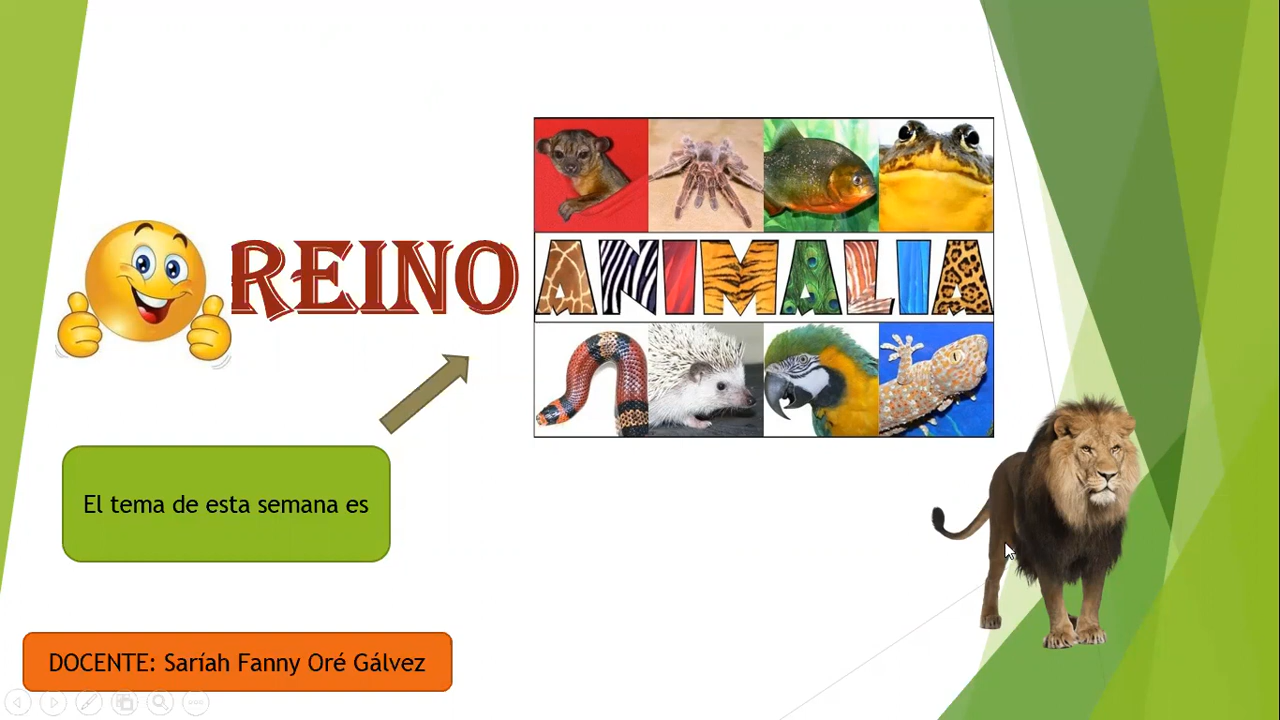 REINO
ANIMALIA
El tema de esta semana es
DOCENTE: Saríah Fanny Oré Gálvez